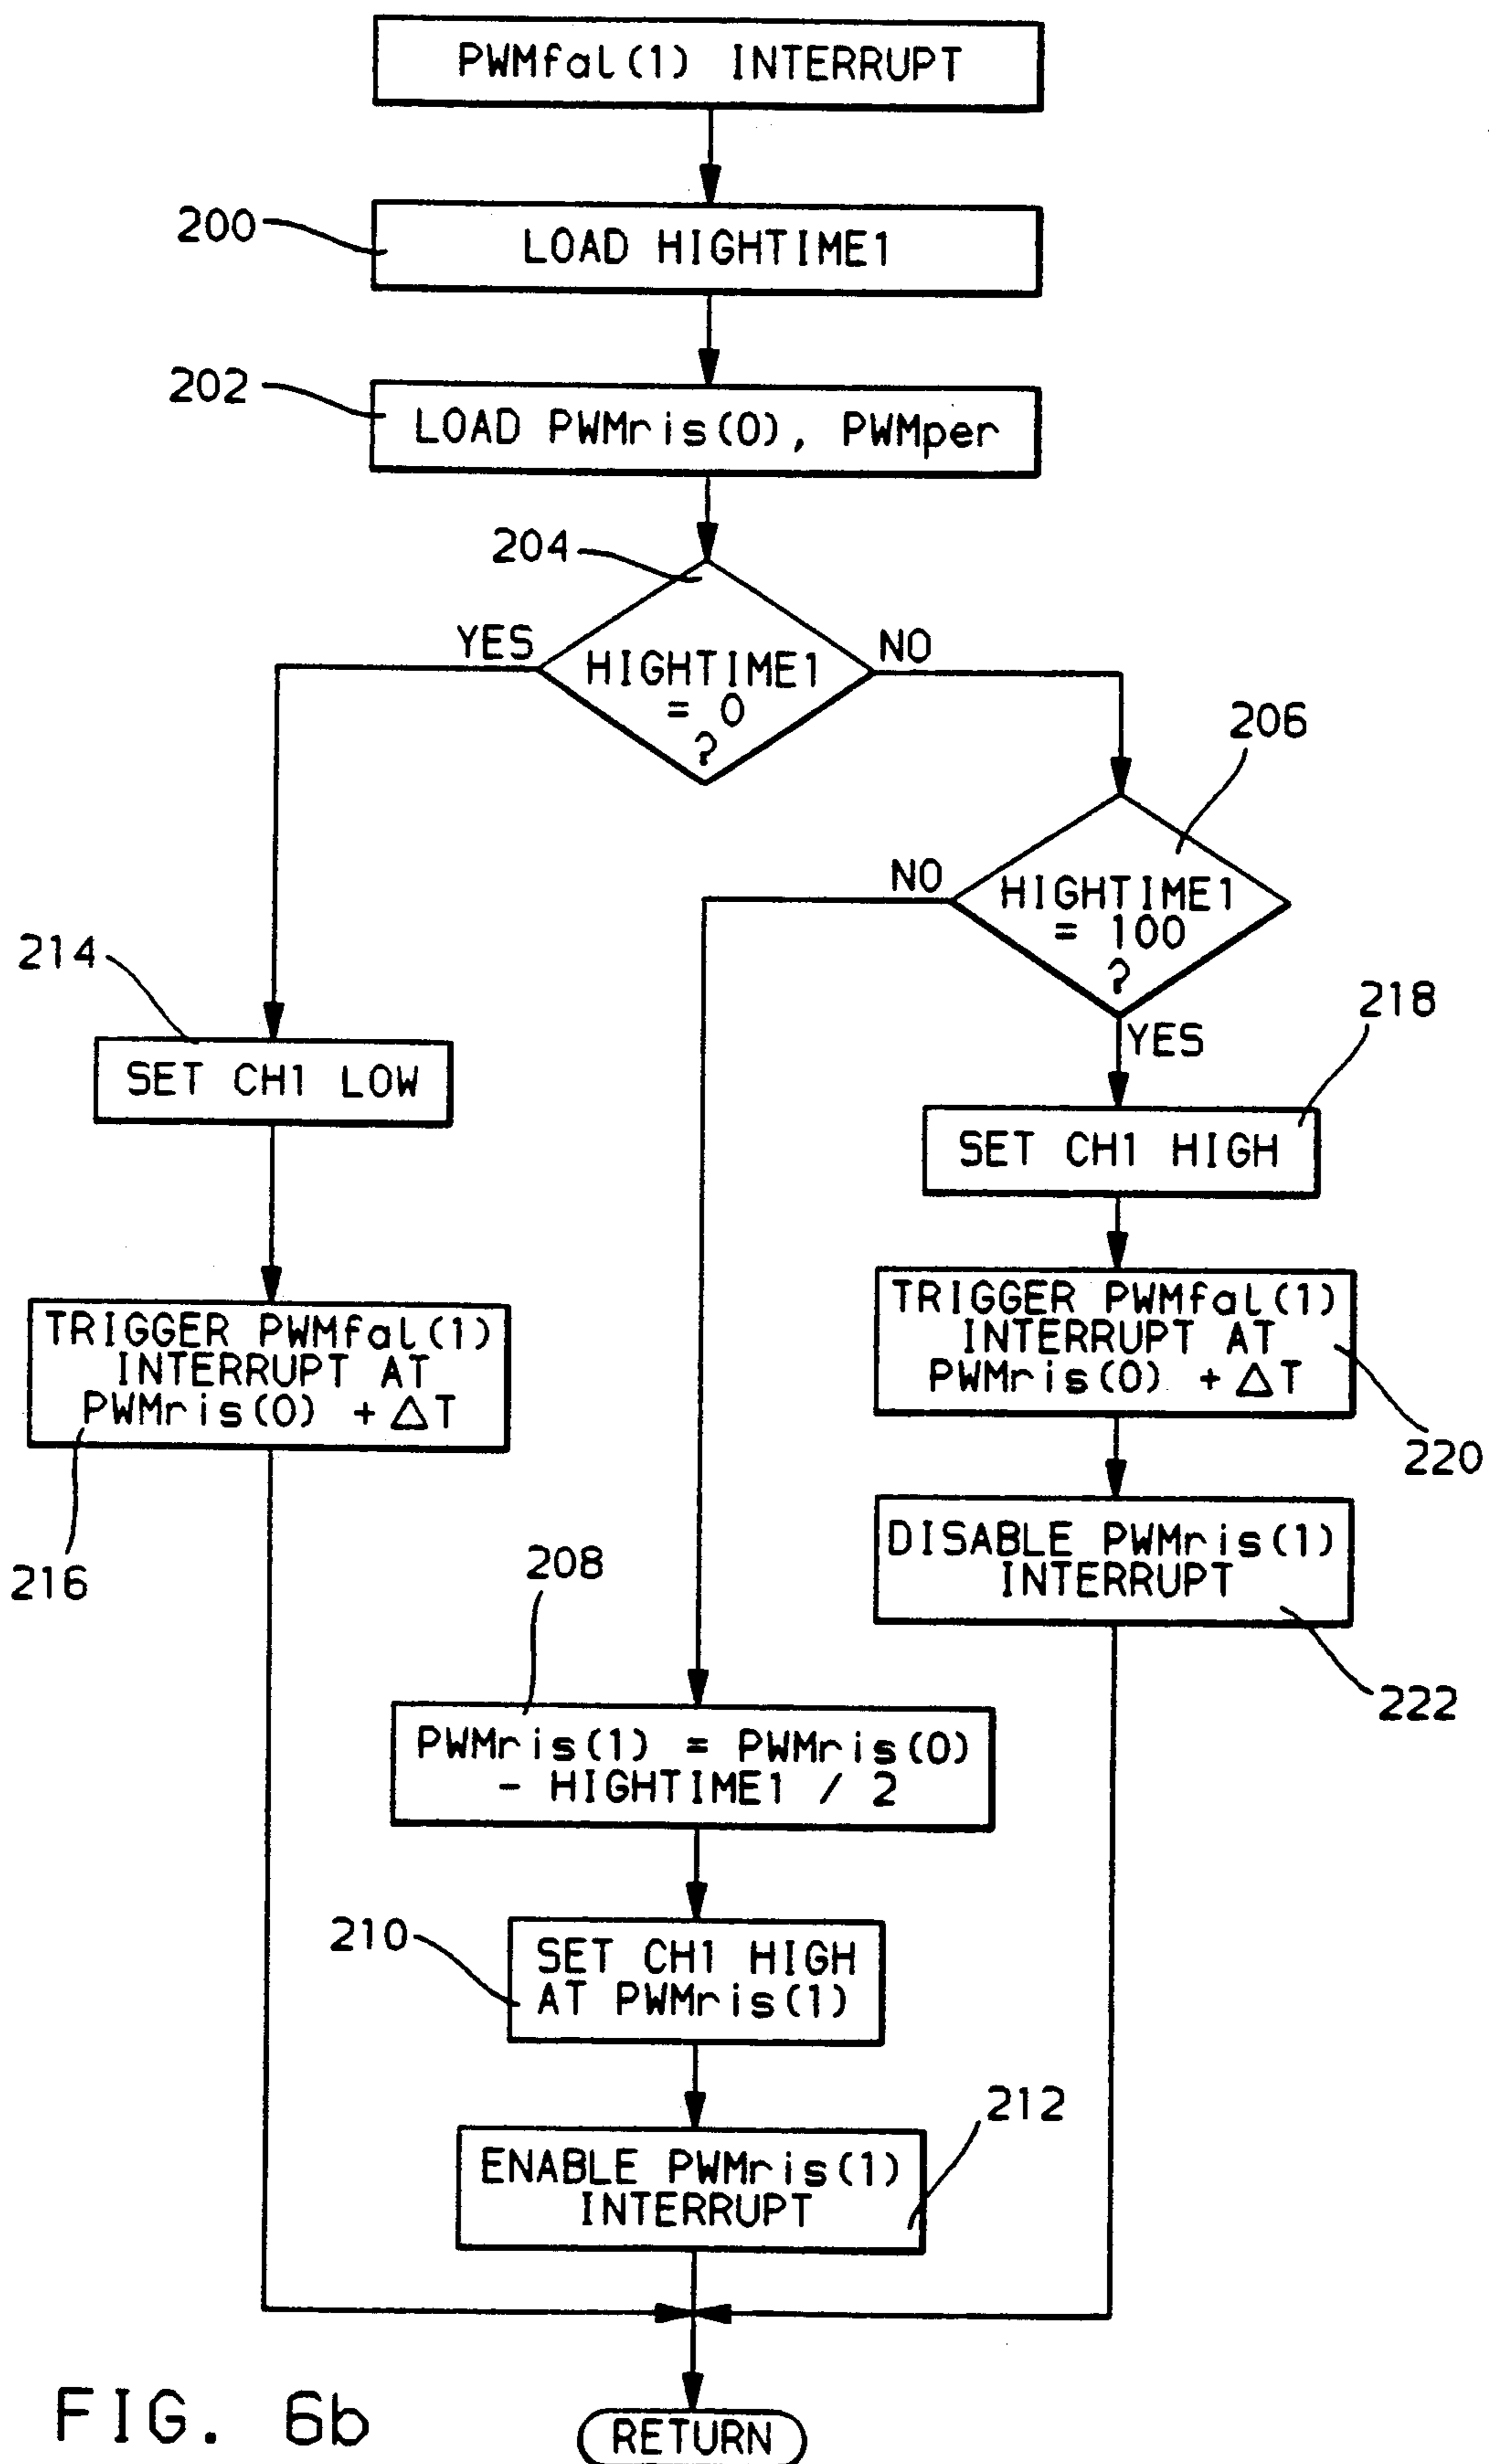 PWMfal(1) INTERRUPT
200
LOAD HIGHTIME1
202
LOAD PWMris(0), PWMper
204
YES
NO
HIGHTIME1
= 0
?
206
NO
HIGHTIME1
= 100
?
YES
214
SET CH1 LOW
218
SET CH1 HIGH
TRIGGER PWMfal(1)
INTERRUPT AT
PWMris(0) + △T
216
TRIGGER PWMfal(1)
INTERRUPT AT
PWMris(0) + △T
220
DISABLE PWMris(1)
INTERRUPT
222
208
PWMris(1) = PWMris(0)
- HIGHTIME1 / 2
210
SET CH1 HIGH
AT PWMris(1)
212
ENABLE PWMris(1)
INTERRUPT
RETURN
FIG. 6b